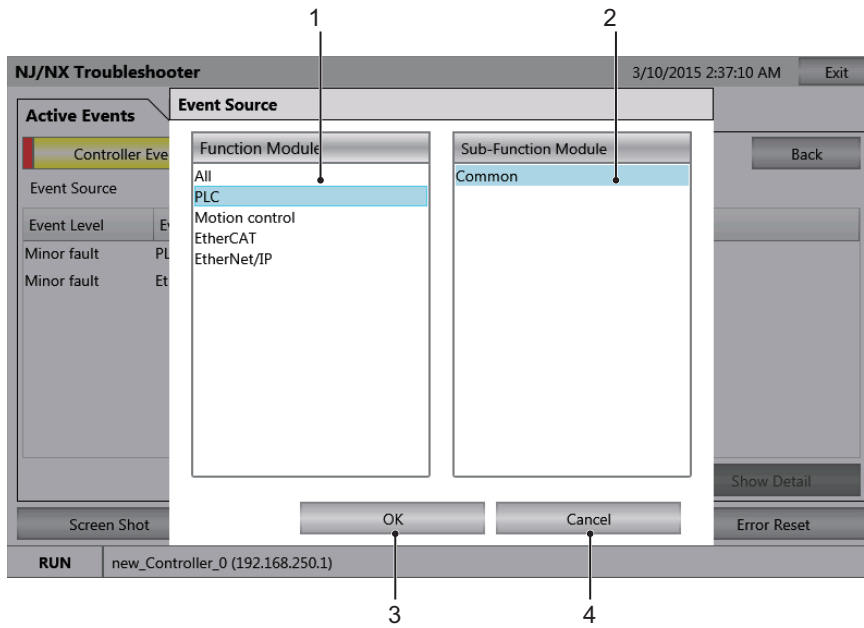 1 2
NJ/NX Troubleshooter 3/10/2015 2:37:10 AM Exit
Event Source
Active Events
Function Module Sub-Function Module
Controller Eve Back
All Common
Event Source
PLC
Motion control
Event Level E
EtherCAT
Minor fault PL
EtherNet/IP
Minor fault Et
Show Detail
Screen Shot OK Cancel Error Reset
RUN new_Controller_0 (192.168.250.1)
3 4